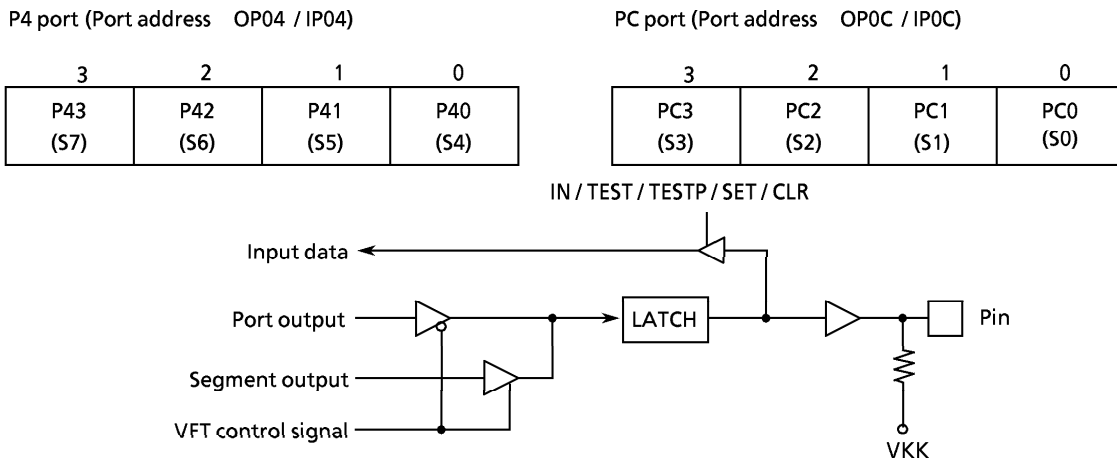 P4 port (Port address OP04 / IP04)
3 2 1 0
P43 P42 P41 P40
(S7) (S6) (S5) (S4)
PC port (Port address OP0C / IP0C)
3 2 1 0
PC3 PC2 PC1 PC0
(S3) (S2) (S1) (S0)
IN / TEST / TESTP / SET / CLR
Input data
Port output
LATCH
Pin
Segment output
VFT control signal
VKK